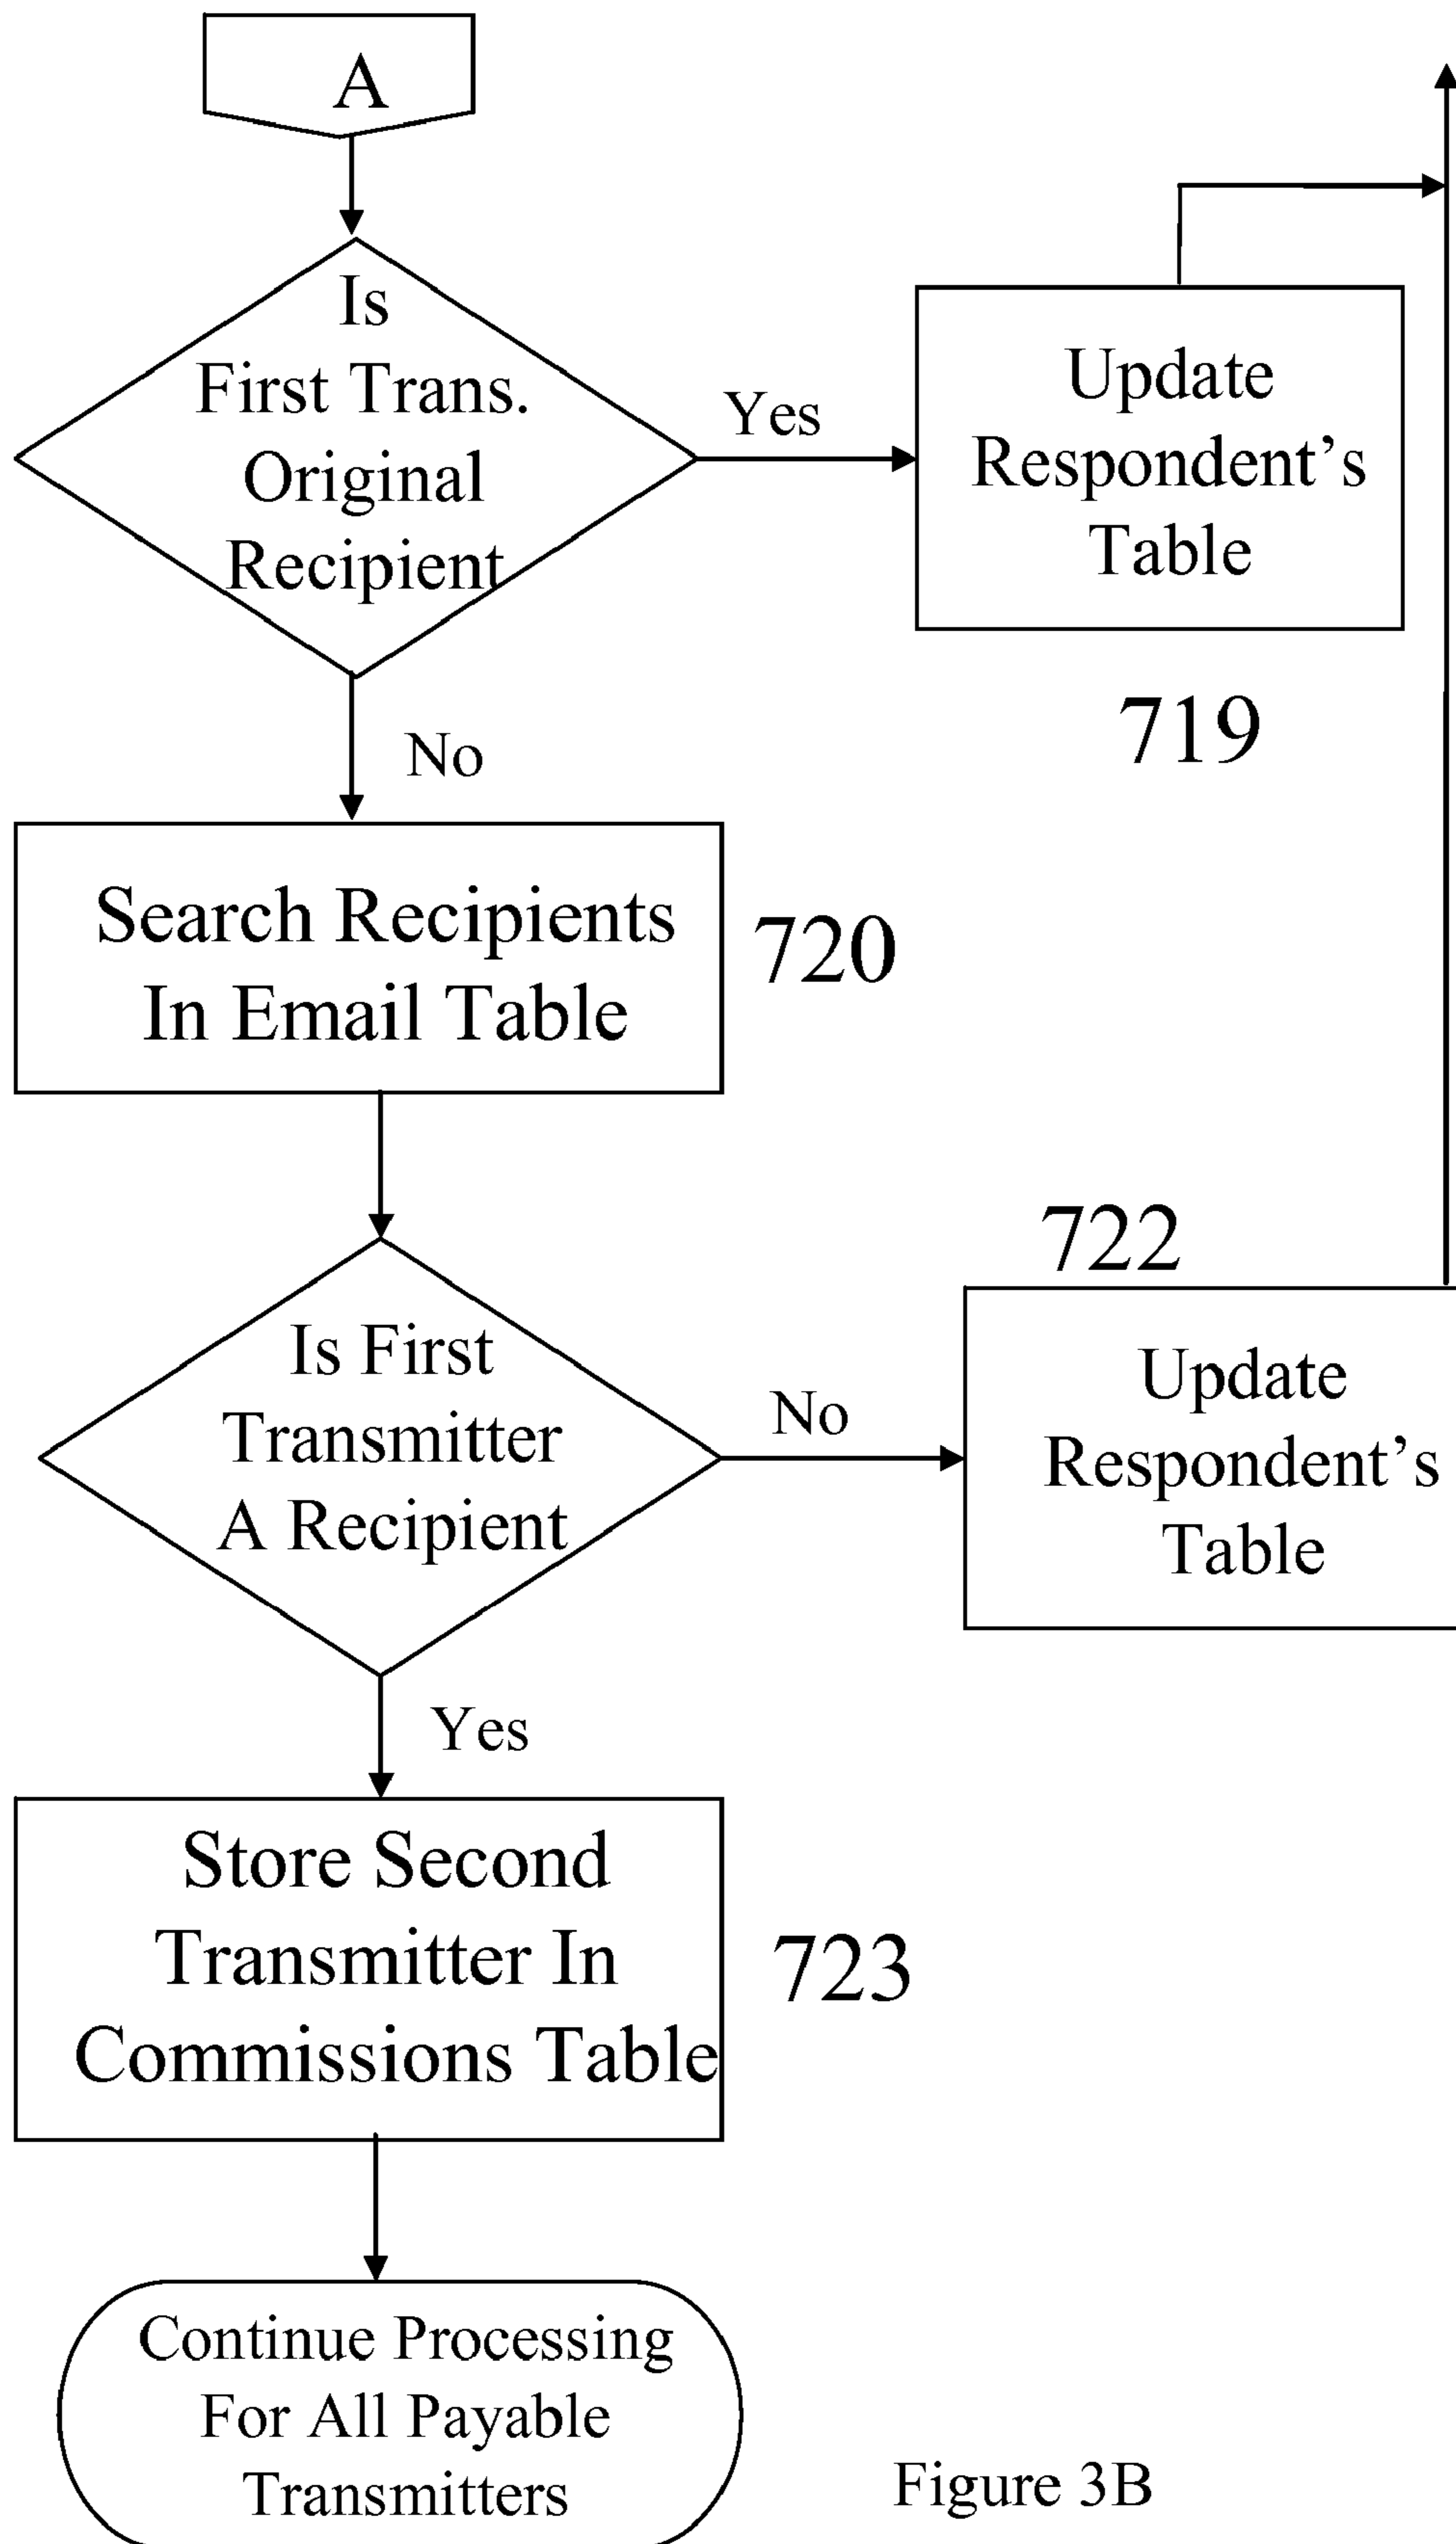 A
Is
First Trans.
Original
Recipient
Yes
Update
Respondent's
Table
719
No
Search Recipients
In Email Table
720
Is First
Transmitter
A Recipient
No
722
Update
Respondent's
Table
Yes
Store Second
Transmitter In
Commissions Table
723
Continue Processing
For All Payable
Transmitters
Figure 3B